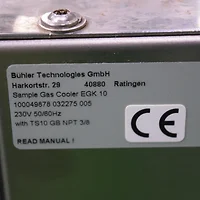 Bühler Technologies GmbH
Harkortstr. 29 40880 Ratingen
Sample Gas Cooler EGK 10
100049878 032275 005
230V 50/60Hz
with TS10 GB NPT 3/8
READ MANUAL !
CE